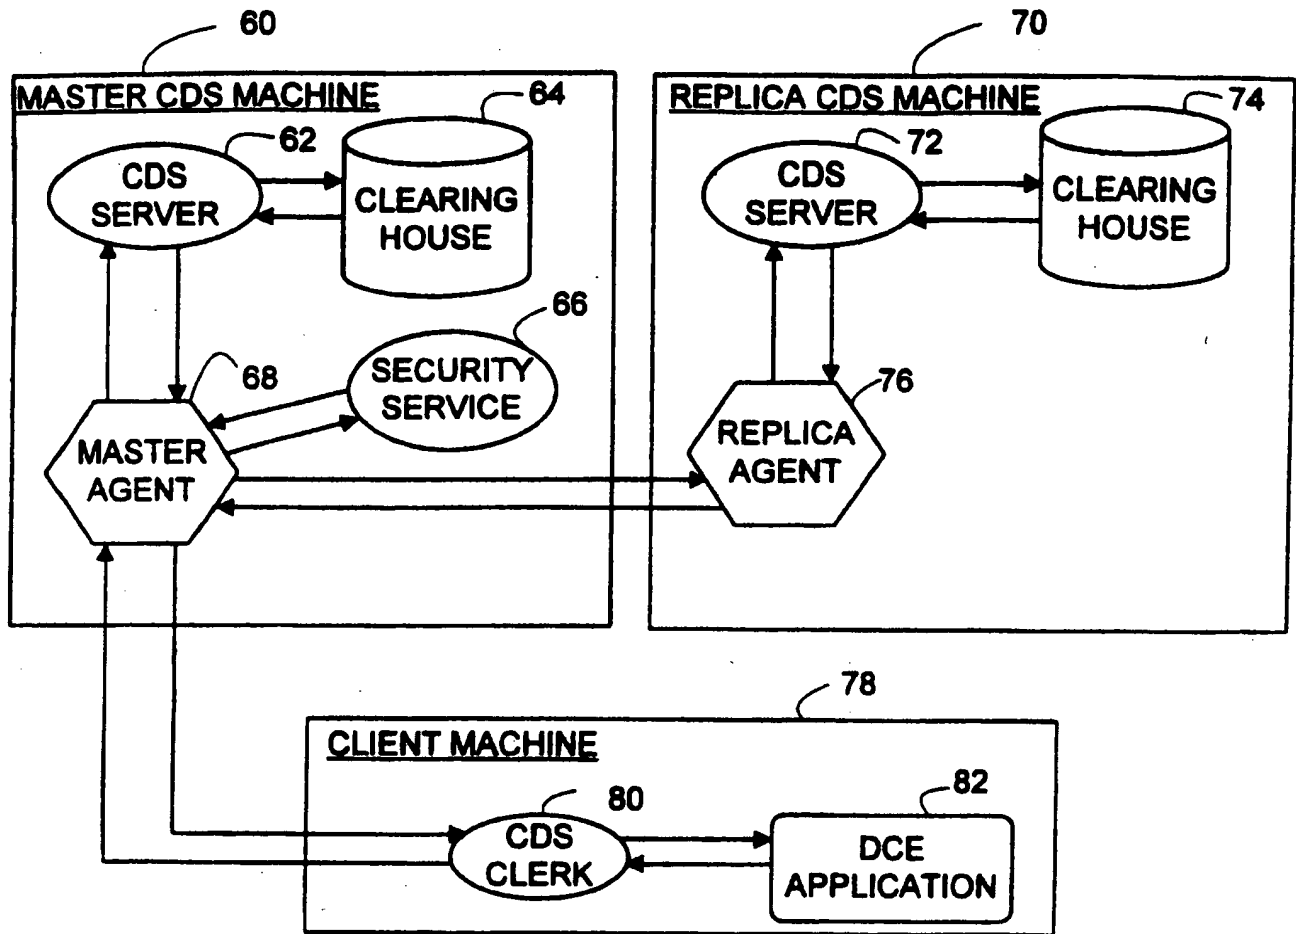 60
70
MASTER CDS MACHINE
64
62
CDS
SERVER
CLEARING
HOUSE
66
SECURITY
SERVICE
68
MASTER
AGENT
REPLICA CDS MACHINE
74
72
CDS
SERVER
CLEARING
HOUSE
76
REPLICA
AGENT
78
CLIENT MACHINE
80
CDS
CLERK
82
DCE
APPLICATION